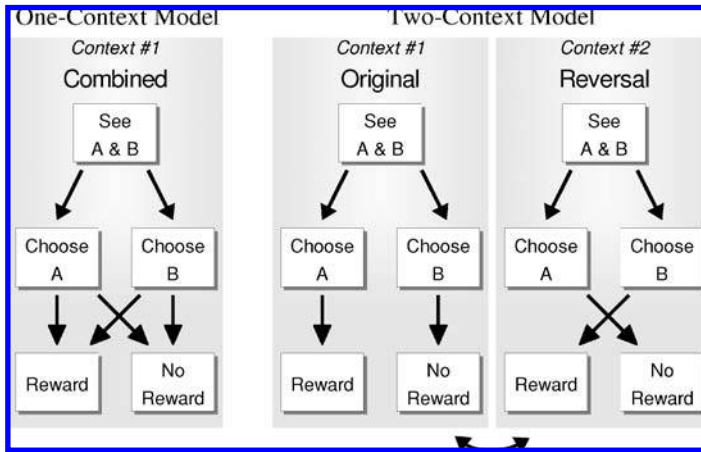 One-Context Model
Two-Context Model
Context #1
Combined
See
A & B
Choose
A
Choose
B
Reward
No
Reward
Context #1
Original
See
A & B
Choose
A
Choose
B
Reward
No
Reward
Context #2
Reversal
See
A & B
Choose
A
Choose
B
Reward
No
Reward